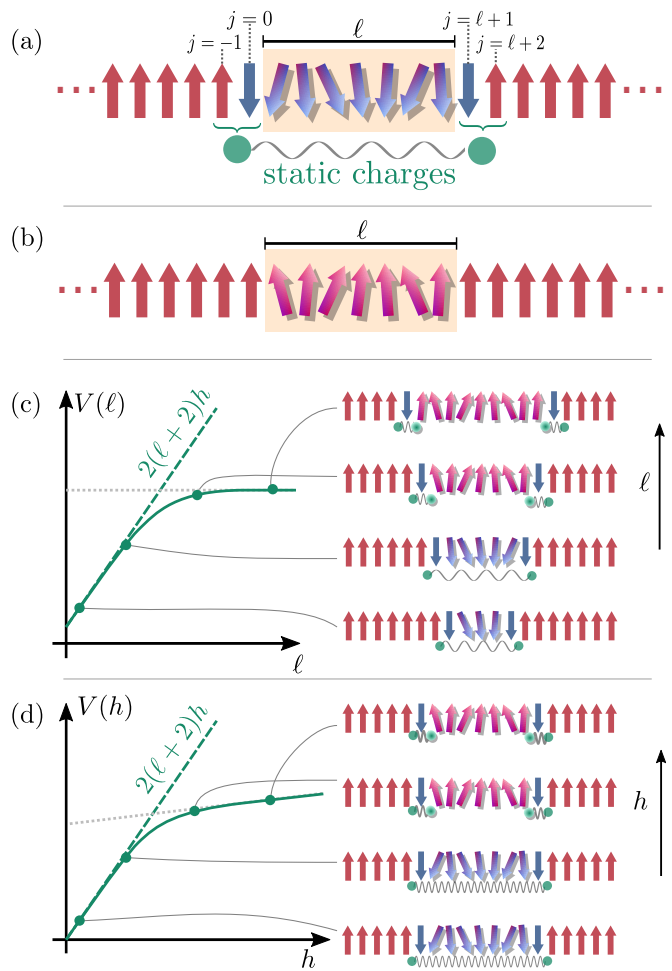 (a)
j=0
ℓ
j=ℓ+1
j=−1
j=ℓ+2
...
...
static charges
(b)
ℓ
...
...
(c)
V(ℓ)
2(ℓ+2)h
ℓ
ℓ
(d)
V(h)
2(ℓ+2)h
h
h